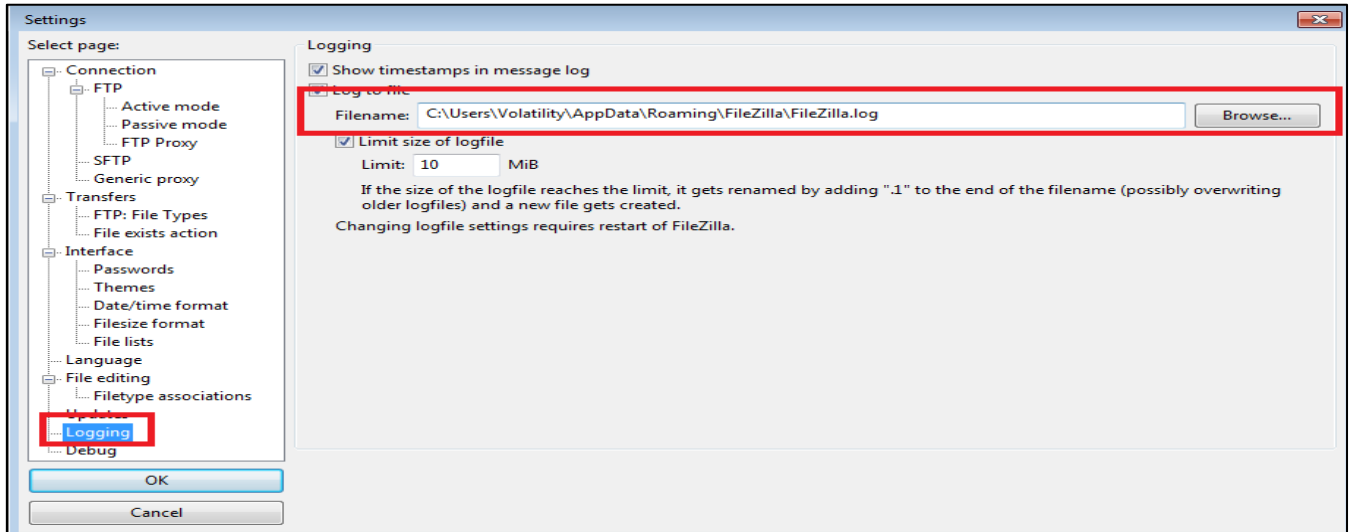 Settings
Select page:
Connection
FTP
Active mode
Passive mode
FTP Proxy
SFTP
Generic proxy
Transfers
FTP: File Types
File exists action
Interface
Passwords
Themes
Date/time format
Filesize format
File lists
Language
File editing
Filetype associations
Updates
Logging
Debug
OK
Cancel
Logging
Show timestamps in message log
Log to file
Filename: C:\Users\Volatility\AppData\Roaming\FileZilla\FileZilla.log Browse...
Limit size of logfile
Limit: 10 MiB
If the size of the logfile reaches the limit, it gets renamed by adding ".1" to the end of the filename (possibly overwriting
older logfiles) and a new file gets created.
Changing logfile settings requires restart of FileZilla.